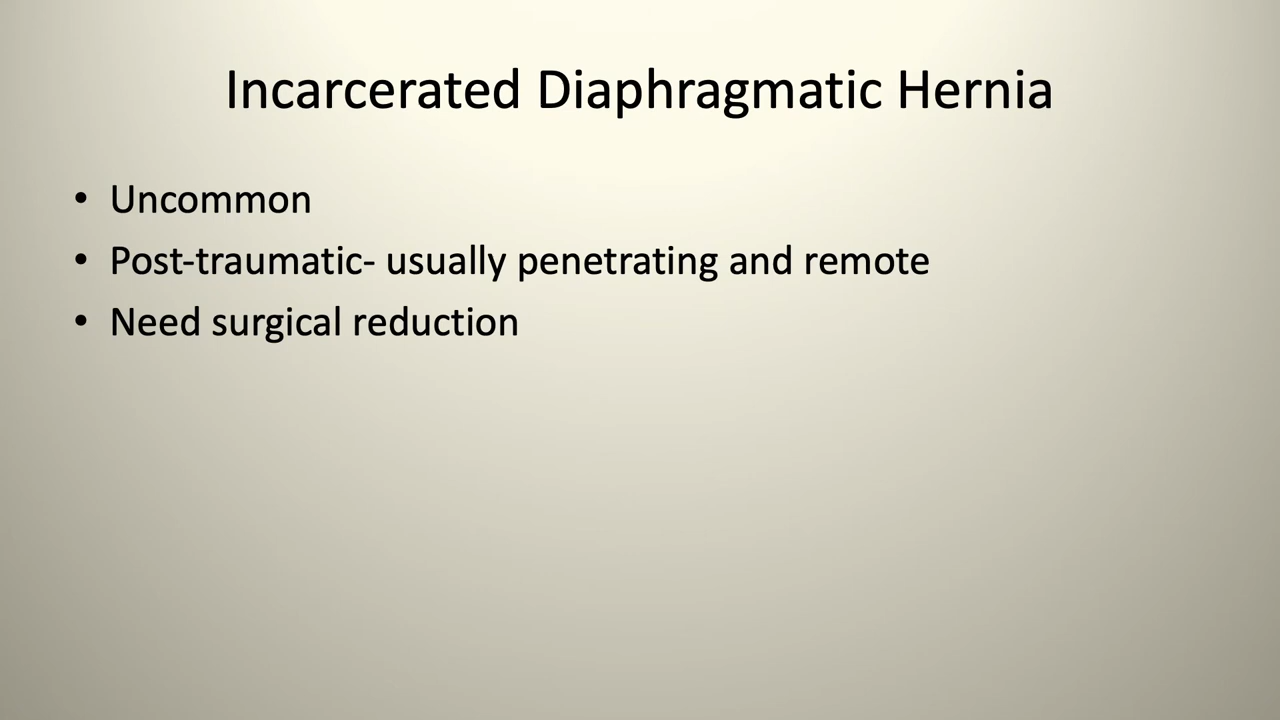 Incarcerated Diaphragmatic Hernia
• Uncommon
• Post-traumatic- usually penetrating and remote
• Need surgical reduction